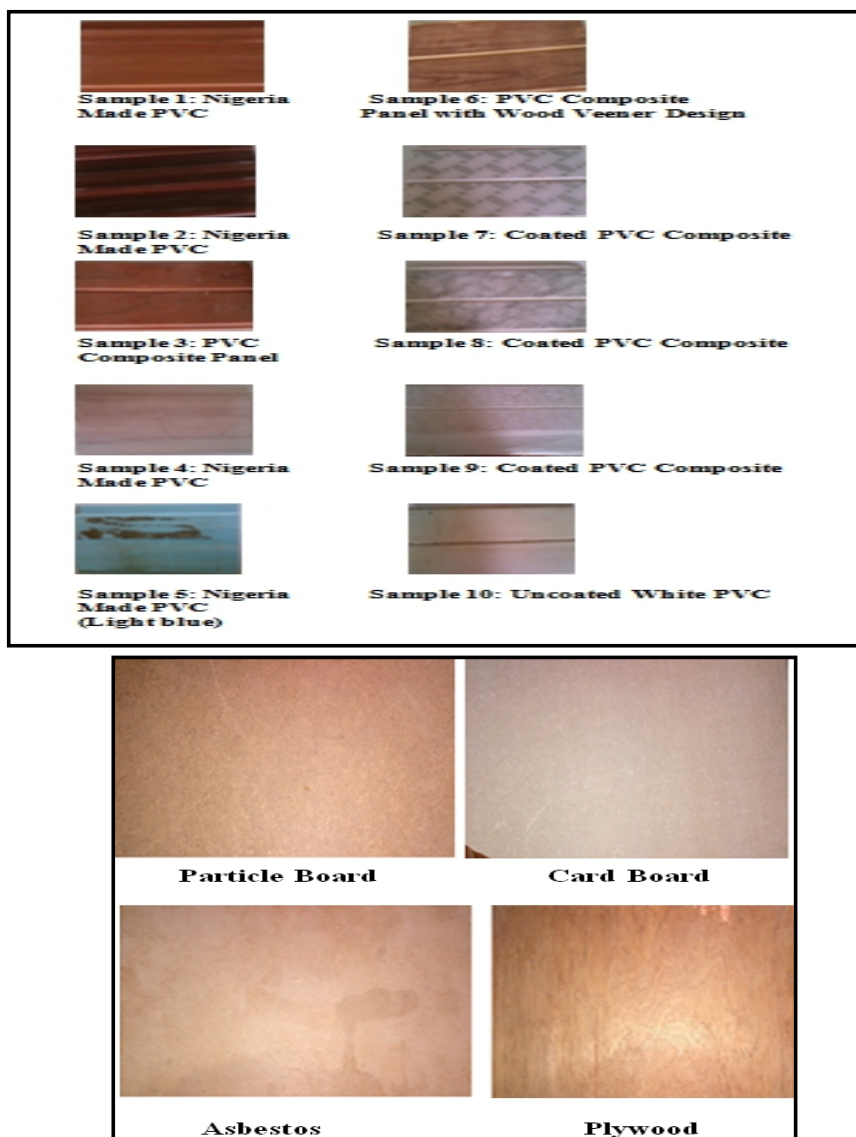 Sample 1: Nigeria
Made PVC
Sample 6: PVC Composite
Panel with Wood Veener Design
Sample 2: Nigeria
Made PVC
Sample 7: Coated PVC Composite
Sample 3: PVC
Composite Panel
Sample 8: Coated PVC Composite
Sample 4: Nigeria
Made PVC
Sample 9: Coated PVC Composite
Sample 5: Nigeria
Made PVC
(Light blue)
Sample 10: Uncoated White PVC
Particle Board
Card Board
Asbestos
Plywood